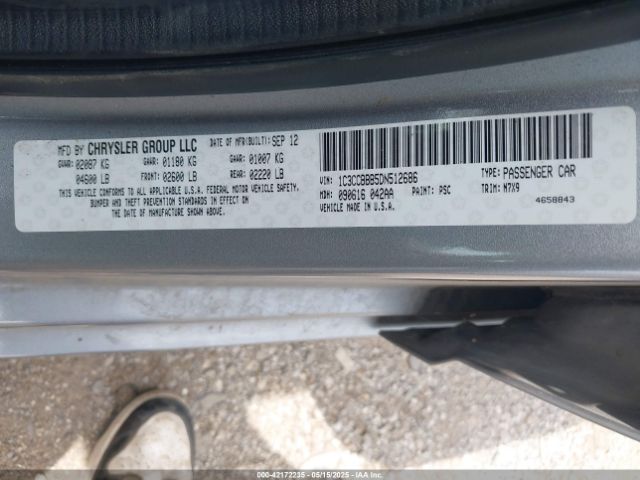 MFD BY CHRYSLER GROUP LLC DATE OF MFR(BUILT): SEP 12
GVWR: 02087 KG GAWR: 01180 KG GAWR: 01007 KG
04600 LB FRONT: 02600 LB REAR: 02220 LB
THIS VEHICLE CONFORMS TO ALL APPLICABLE U.S.A. FEDERAL MOTOR VEHICLE SAFETY,
BUMPER, AND THEFT PREVENTION STANDARDS IN EFFECT ON
THE DATE OF MANUFACTURE SHOWN ABOVE.
VIN: 1C3CCBBB5DN512686 TYPE: PASSENGER CAR
MDH: 090616 042AA PAINT: PSC TRIM: M7X9
VEHICLE MADE IN U.S.A. 4658843
000-42172235 - 05/15/2025 - IAA Inc.